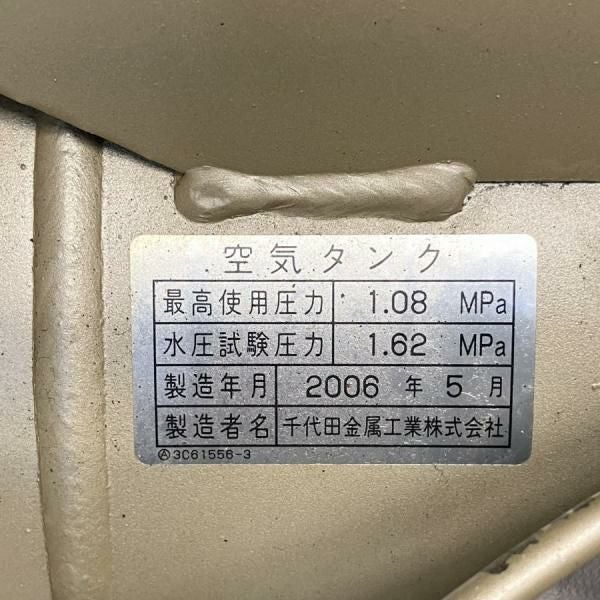 空気タンク
最高使用圧力 1.08 MPa
水圧試験圧力 1.62 MPa
製造年月 2006 年 5 月
製造者名 千代田金属工業株式会社
Ⓐ3C61556-3